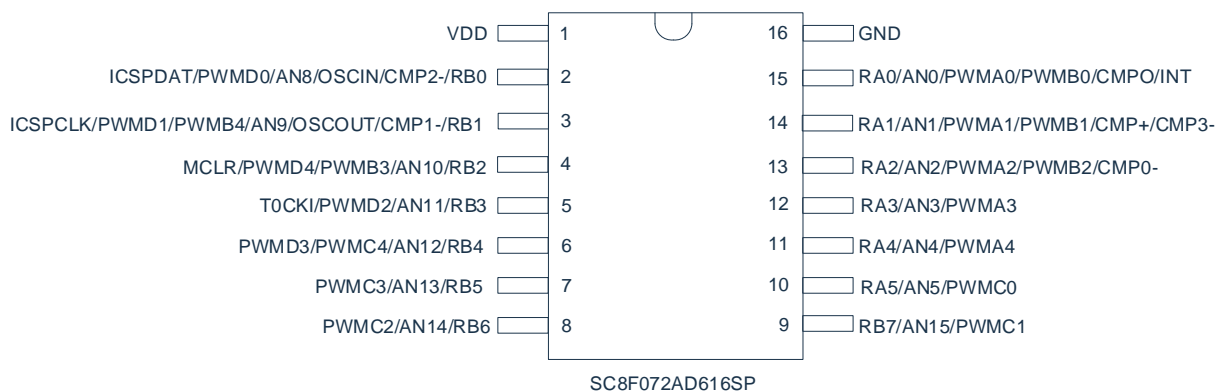 VDD 1 16 GND
ICSPDAT/PWMD0/AN8/OSCIN/CMP2-/RB0 2 15 RA0/AN0/PWMA0/PWMB0/CMPO/INT
ICSPCLK/PWMD1/PWMB4/AN9/OSCOUT/CMP1-/RB1 3 14 RA1/AN1/PWMA1/PWMB1/CMP+/CMP3-
MCLR/PWMD4/PWMB3/AN10/RB2 4 13 RA2/AN2/PWMA2/PWMB2/CMP0-
T0CKI/PWMD2/AN11/RB3 5 12 RA3/AN3/PWMA3
PWMD3/PWMC4/AN12/RB4 6 11 RA4/AN4/PWMA4
PWMC3/AN13/RB5 7 10 RA5/AN5/PWMC0
PWMC2/AN14/RB6 8 9 RB7/AN15/PWMC1
SC8F072AD616SP